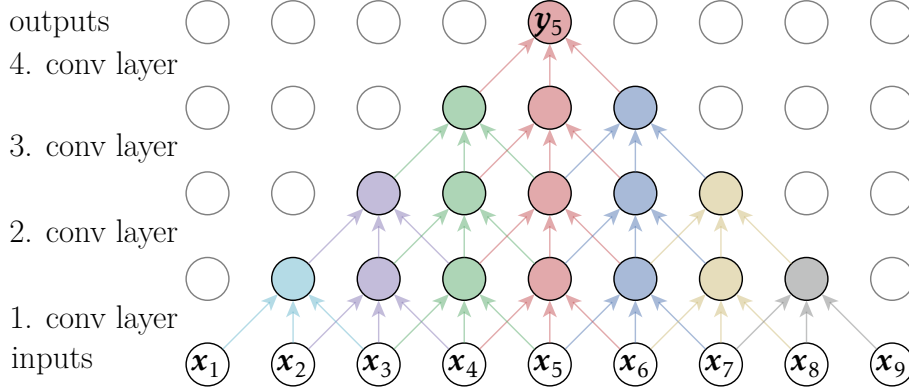 outputs
y5
4. conv layer
3. conv layer
2. conv layer
1. conv layer
inputs
x1 x2 x3 x4 x5 x6 x7 x8 x9